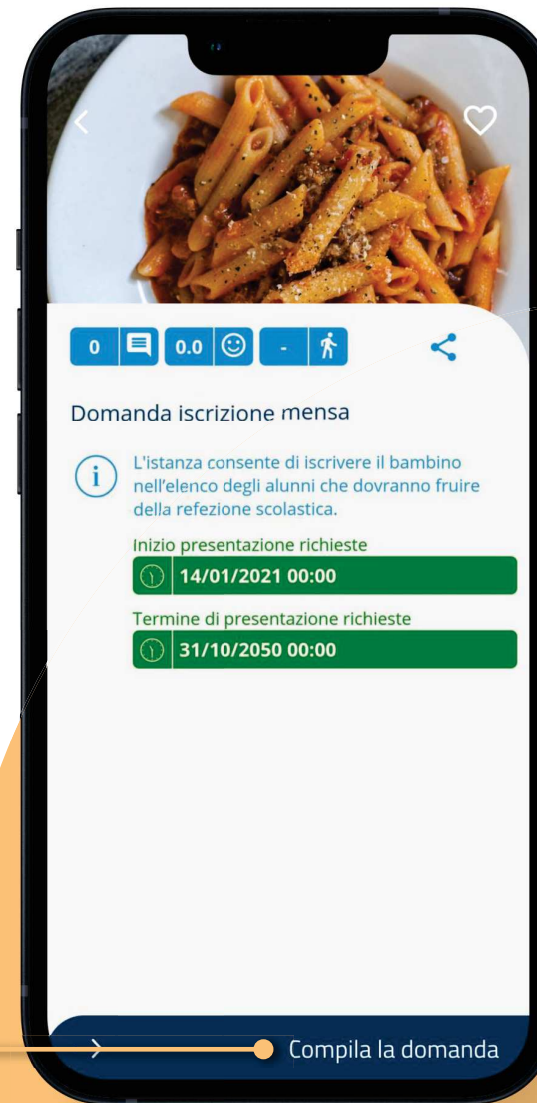 0 0.0 -
Domanda iscrizione mensa
i L'istanza consente di iscrivere il bambino
nell'elenco degli alunni che dovranno fruire
della refezione scolastica.
Inizio presentazione richieste
14/01/2021 00:00
Termine di presentazione richieste
31/10/2050 00:00
Compila la domanda